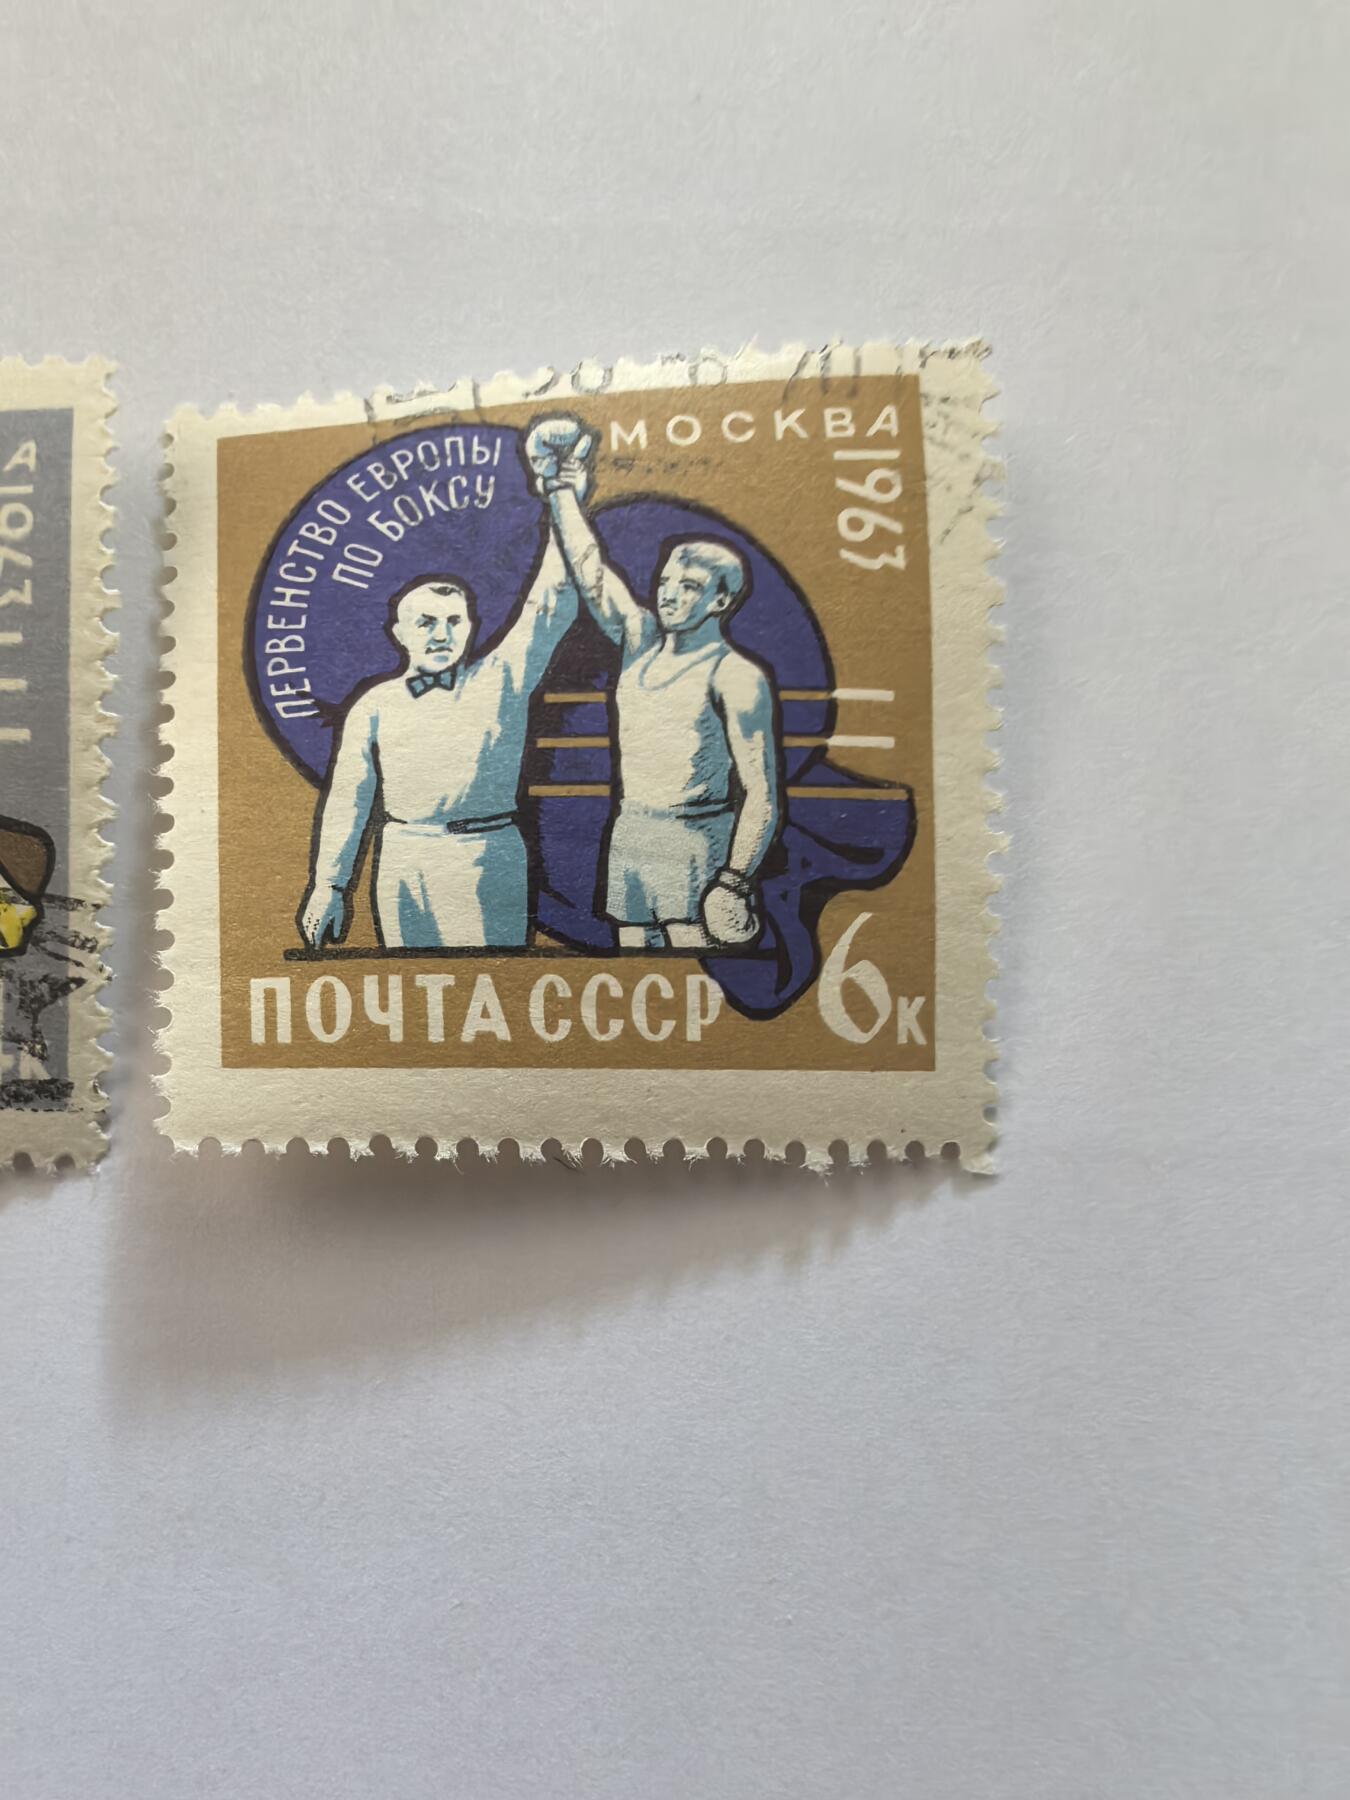 МОСКВА
1963
ПЕРВЕНСТВО ЕВРОПЫ
ПО БОКСУ
ПОЧТА СССР
6к